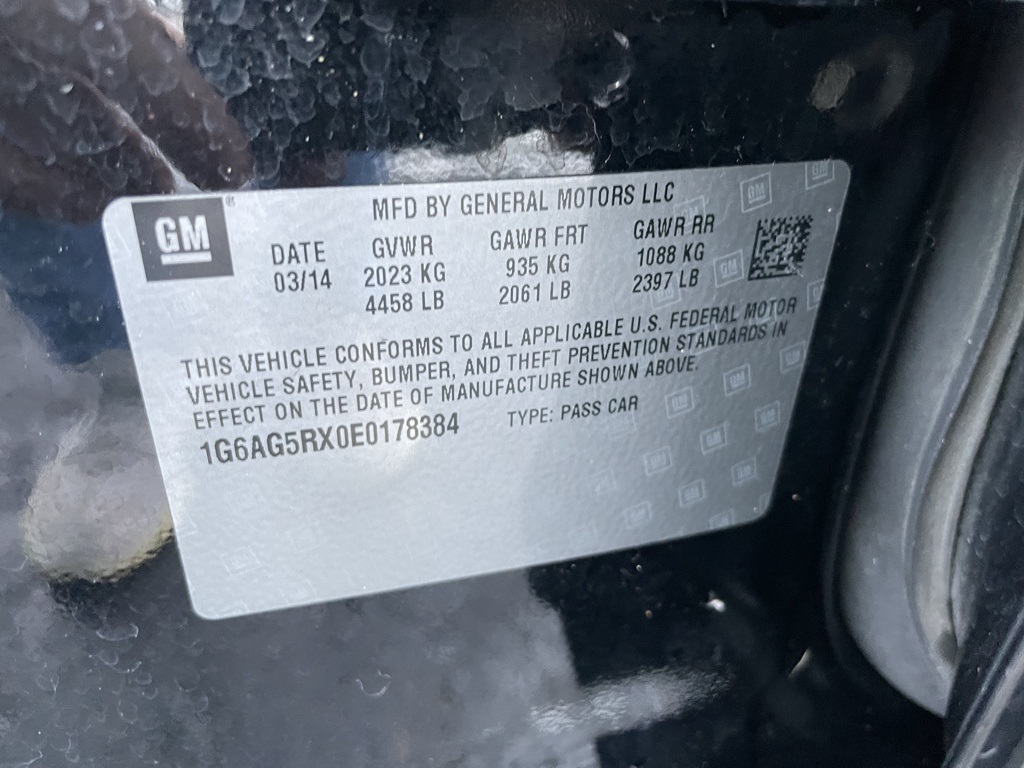 GM
MFD BY GENERAL MOTORS LLC
DATE GVWR GAWR FRT GAWR RR
03/14 2023 KG 935 KG 1088 KG
4458 LB 2061 LB 2397 LB
THIS VEHICLE CONFORMS TO ALL APPLICABLE U.S. FEDERAL MOTOR
VEHICLE SAFETY, BUMPER, AND THEFT PREVENTION STANDARDS IN
EFFECT ON THE DATE OF MANUFACTURE SHOWN ABOVE.
1G6AG5RX0E0178384 TYPE: PASS CAR